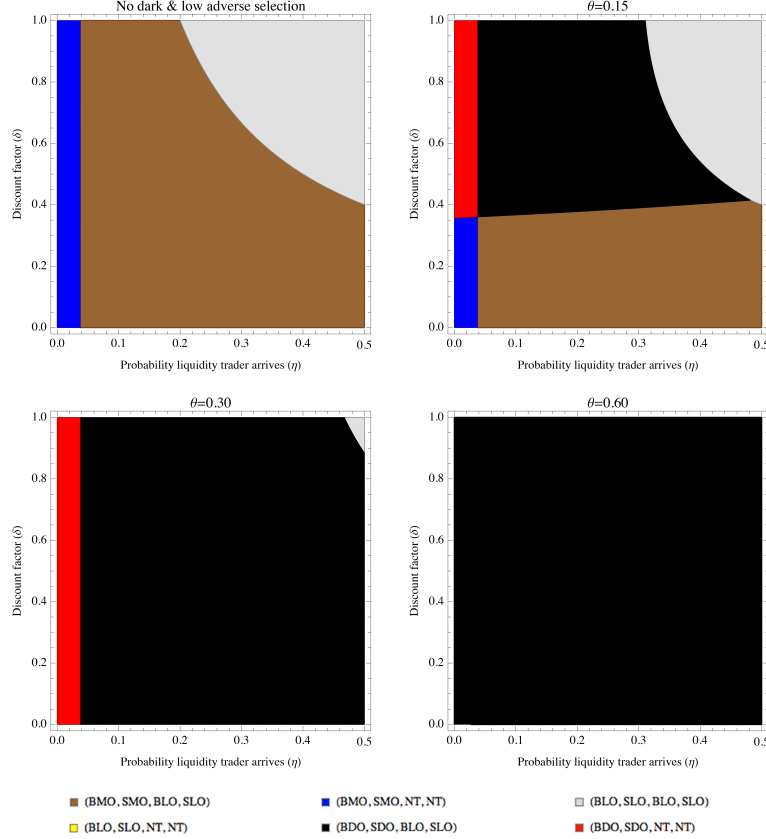 No dark & low adverse selection
1.0
0.8
0.6
0.4
0.2
0.0
Discount factor (δ)
0.0 0.1 0.2 0.3 0.4 0.5
Probability liquidity trader arrives (η)
θ=0.15
1.0
0.8
0.6
0.4
0.2
0.0
Discount factor (δ)
0.0 0.1 0.2 0.3 0.4 0.5
Probability liquidity trader arrives (η)
θ=0.30
1.0
0.8
0.6
0.4
0.2
0.0
Discount factor (δ)
0.0 0.1 0.2 0.3 0.4 0.5
Probability liquidity trader arrives (η)
θ=0.60
1.0
0.8
0.6
0.4
0.2
0.0
Discount factor (δ)
0.0 0.1 0.2 0.3 0.4 0.5
Probability liquidity trader arrives (η)
(BMO, SMO, BLO, SLO) (BMO, SMO, NT, NT) (BLO, SLO, BLO, SLO)
(BLO, SLO, NT, NT) (BDO, SDO, BLO, SLO) (BDO, SDO, NT, NT)